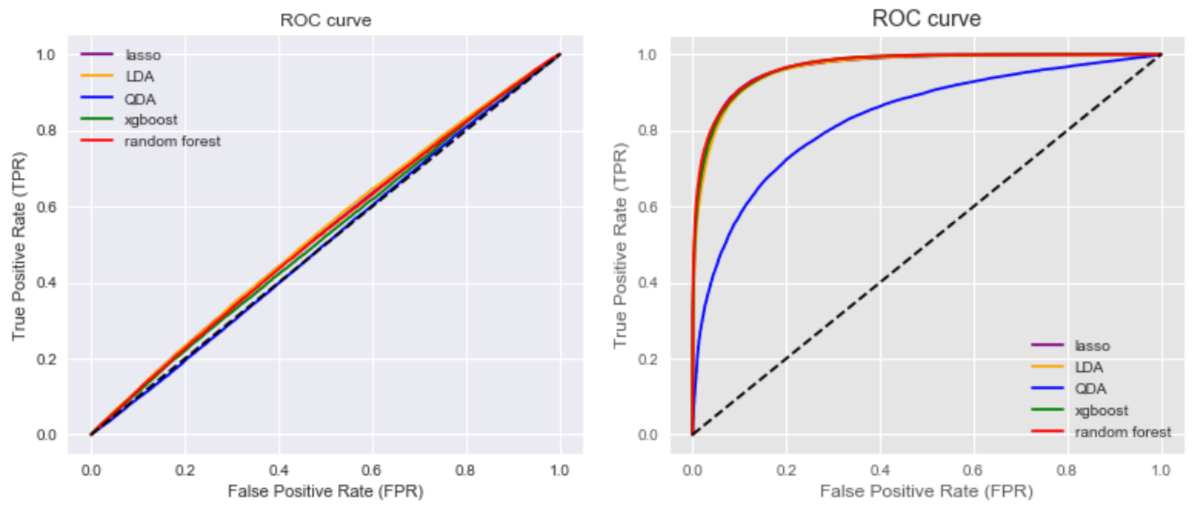 ROC curve
1.0
0.8
0.6
0.4
0.2
0.0
True Positive Rate (TPR)
lasso
LDA
QDA
xgboost
random forest
0.0 0.2 0.4 0.6 0.8 1.0
False Positive Rate (FPR)
ROC curve
1.0
0.8
0.6
0.4
0.2
0.0
True Positive Rate (TPR)
lasso
LDA
QDA
xgboost
random forest
0.0 0.2 0.4 0.6 0.8 1.0
False Positive Rate (FPR)